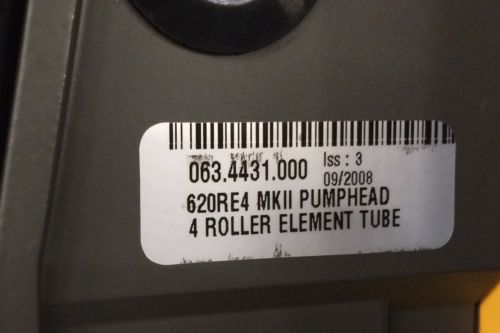 063.4431.000 Iss : 3
09/2008
620RE4 MKII PUMPHEAD
4 ROLLER ELEMENT TUBE